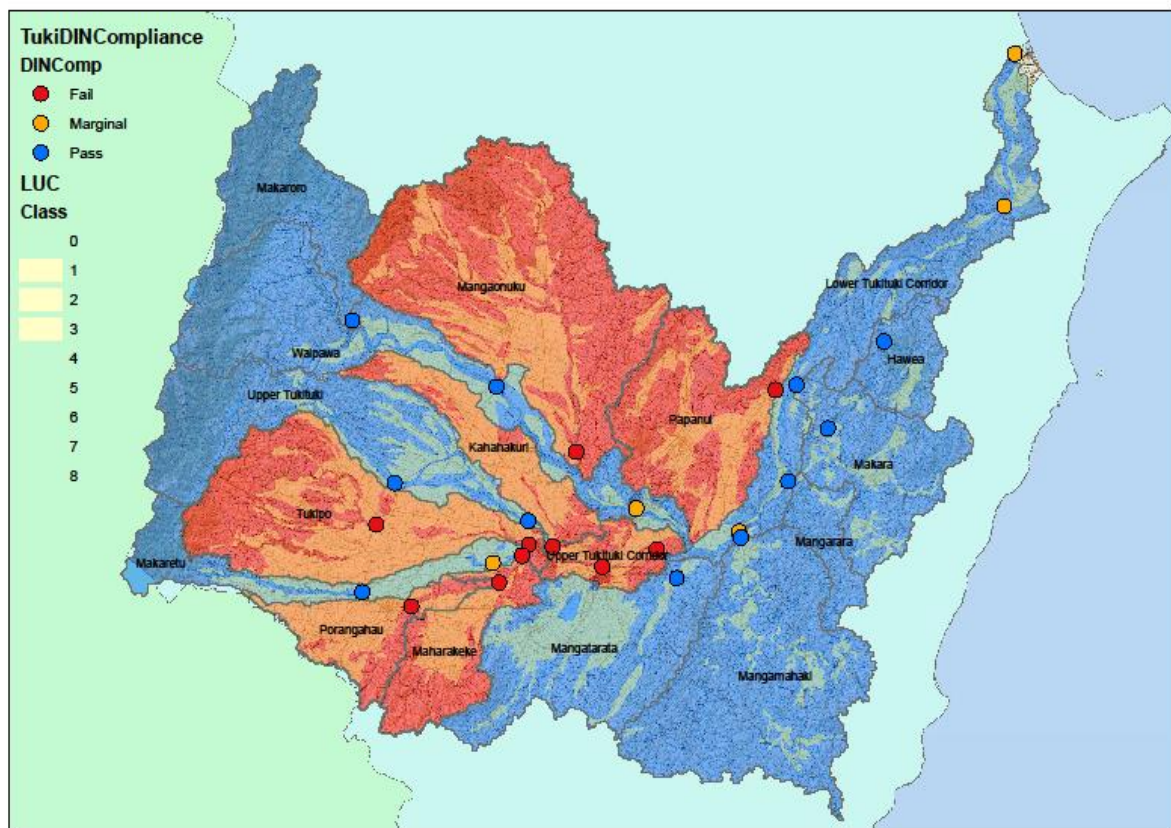 TukiDINCompliance
DINComp
Fail
Marginal
Pass
LUC
Class
0
1
2
3
4
5
6
7
8
Makaroro
Mangaonuku
Lower Tukituki Corridor
Waipawa
Hawea
Upper Tukituki
Papanui
Kahahakuri
Makara
Tukipo
Mangarara
Upper Tukituki Corridor
Makaretu
Porangahau
Maharakeke
Mangatarata
Mangamahaki